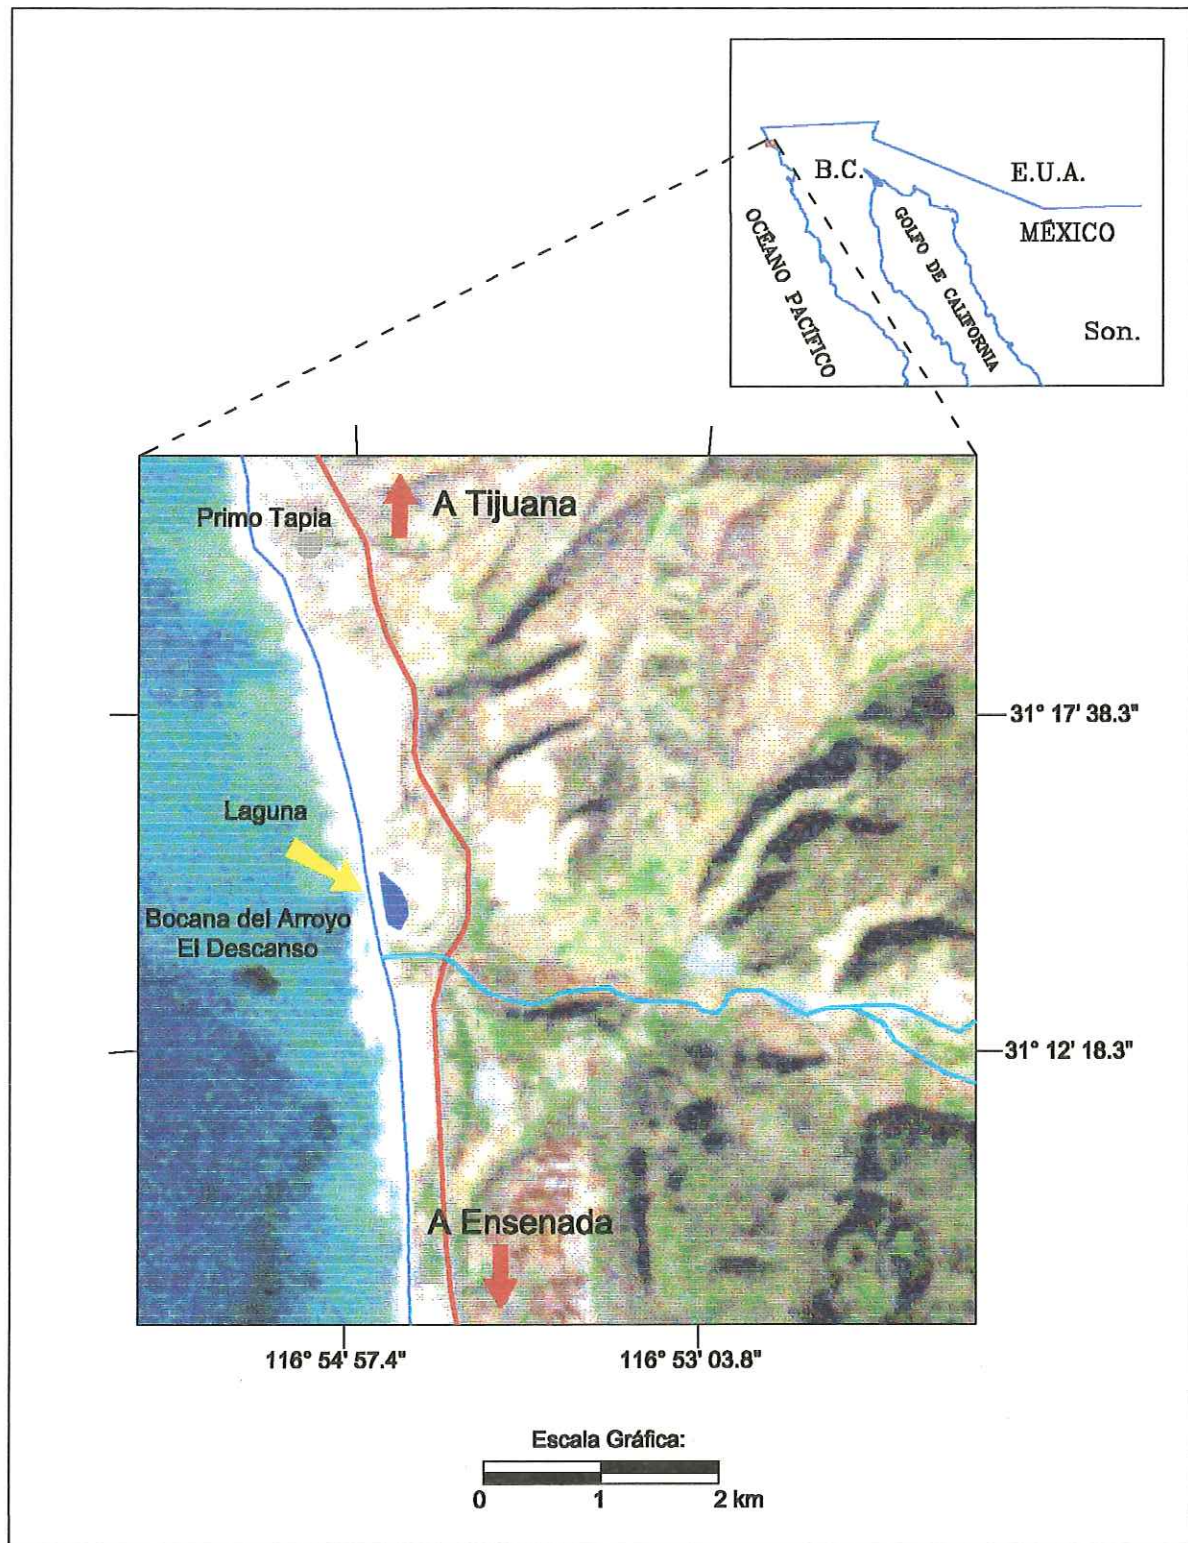 B.C.
E.U.A.
MÉXICO
OCÉANO PACÍFICO
GOLFO DE CALIFORNIA
Son.
A Tijuana
Primo Tapia
31° 17' 38.3"
Laguna
Bocana del Arroyo
El Descanso
31° 12' 18.3"
A Ensenada
116° 54' 57.4"
116° 53' 03.8"
Escala Gráfica:
0 1 2 km